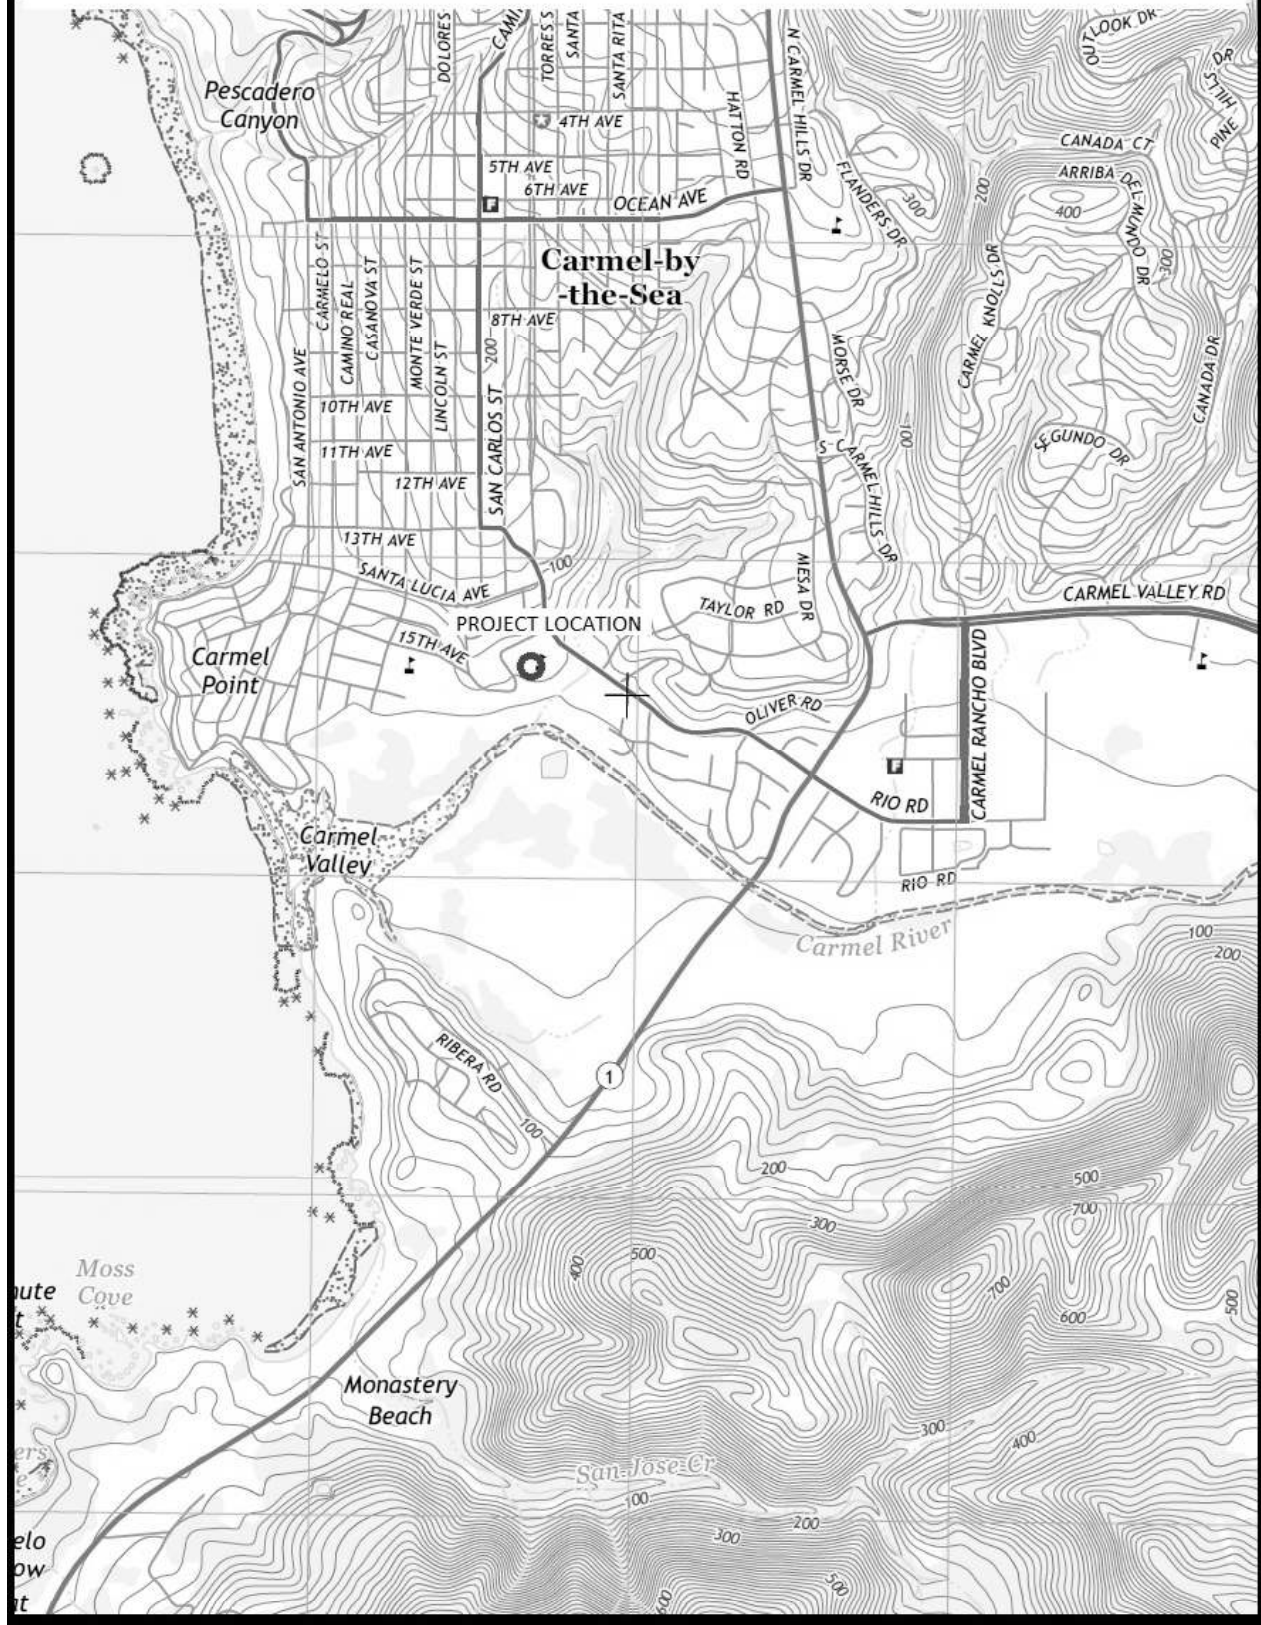 DOLORES
CAMI
TORRES S
SANTA
SANTA RITA
N CARMEL HILLS DR
OUTLOOK DR
HILLS DR
PINE
Pescadero
Canyon
4TH AVE
HATTON RD
CANADA CT
5TH AVE
6TH AVE
F
OCEAN AVE
FLANDERS DR
300
200
ARRIBA DEL MUNDO DR
400
300
Carmel-by
-the-Sea
CARMELO ST
CAMINO REAL
CASANOVA ST
MONTE VERDE ST
LINCOLN ST
200
8TH AVE
SAN ANTONIO AVE
SAN CARLOS ST
MORSE DR
CARMEL KNOLLS DR
CANADA DR
10TH AVE
11TH AVE
12TH AVE
S CARMEL HILLS DR
100
SEGUNDO DR
13TH AVE
SANTA LUCIA AVE
100
MESA DR
TAYLOR RD
CARMEL VALLEY RD
PROJECT LOCATION
15TH AVE
Carmel
Point
OLIVER RD
CARMEL RANCHO BLVD
F
RIO RD
Carmel
Valley
RIO RD
Carmel River
100
200
RIBERA RD
1
100
200
500
700
300
400
500
700
600
500
Moss
Cove
ute
t
Monastery
Beach
300
400
ers
e
San Jose Cr
100
200
300
elo
ow
at
500
600